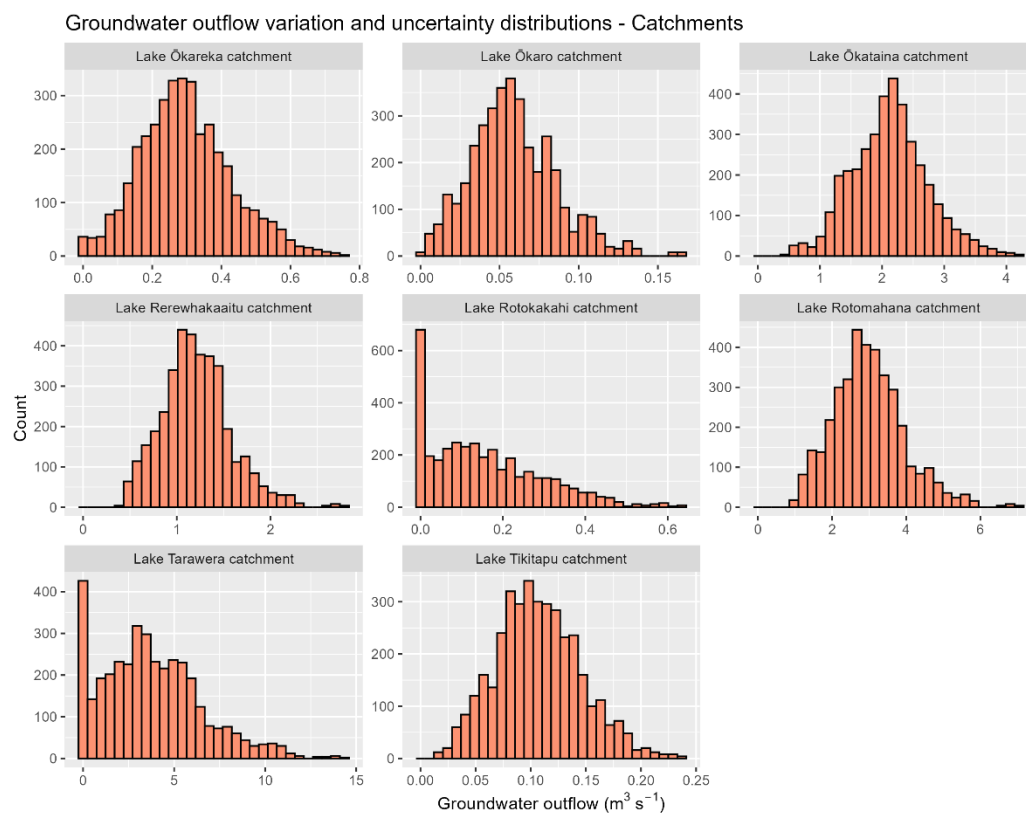 Groundwater outflow variation and uncertainty distributions - Catchments
Lake Ōkareka catchment
Lake Ōkaro catchment
Lake Ōkataina catchment
300
200
100
0
0.0 0.2 0.4 0.6 0.8
300
200
100
0
0.00 0.05 0.10 0.15
400
300
200
100
0
0 1 2 3 4
Lake Rerewhakaaitu catchment
Lake Rotokakahi catchment
Lake Rotomahana catchment
400
300
200
100
0
0 1 2
600
400
200
0
0.0 0.2 0.4 0.6
400
300
200
100
0
0 2 4 6
Lake Tarawera catchment
Lake Tikitapu catchment
400
300
200
100
0
0 5 10 15
300
200
100
0
0.00 0.05 0.10 0.15 0.20 0.25
Count
Groundwater outflow (m³ s⁻¹)